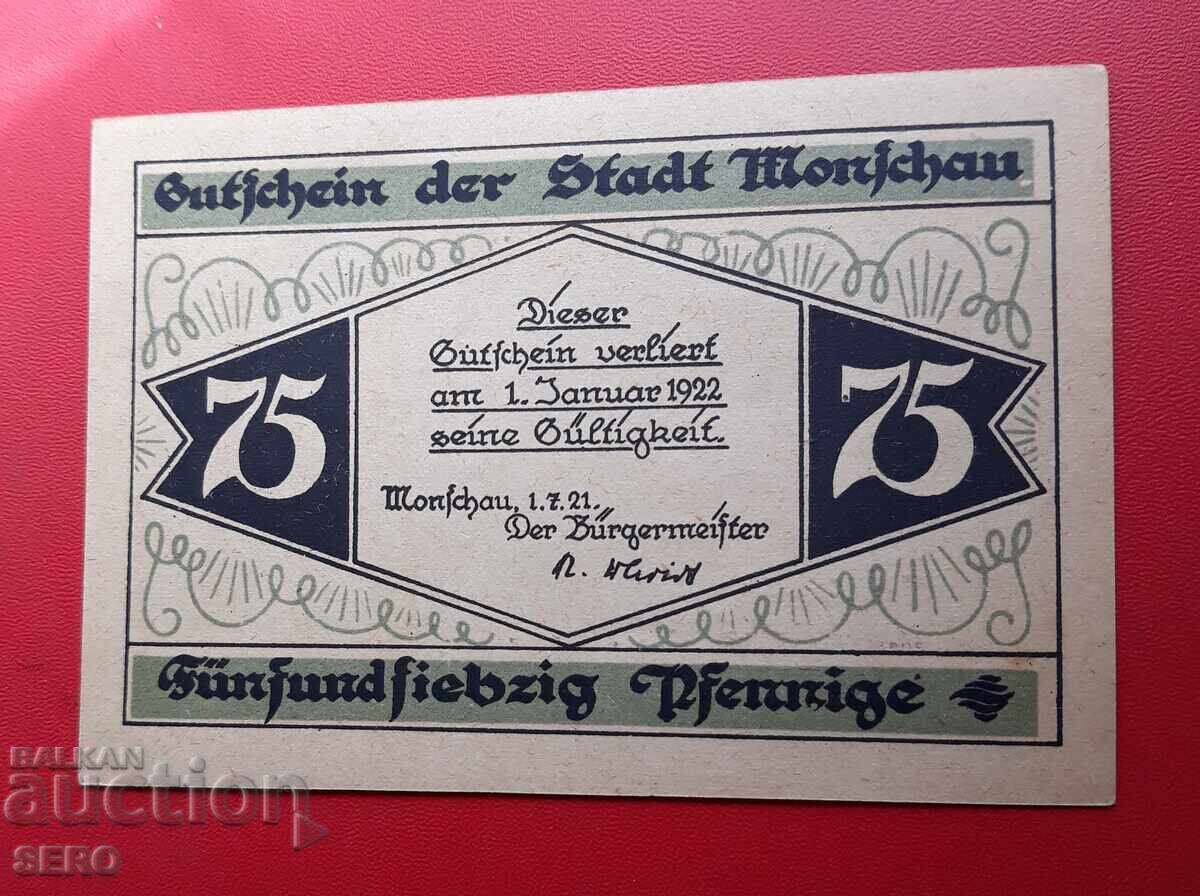 Gutschein der Stadt Monschau
Dieser
Gutschein verliert
am 1. Januar 1922
seine Gültigkeit.
75
75
Monschau, 1.7.21.
Der Bürgermeister
Fünfundsiebzig Pfennige
BALKAN
auction
SERO